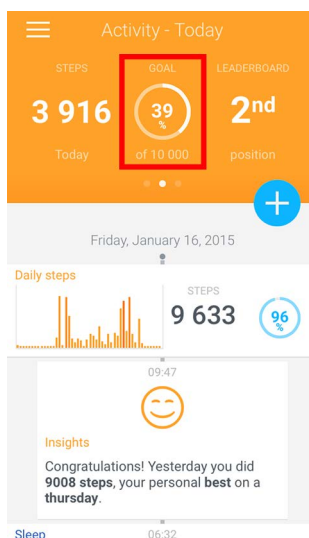 Activity - Today
STEPS GOAL LEADERBOARD
3 916 39 % 2nd
Today of 10 000 position
Friday, January 16, 2015
Daily steps
STEPS
9 633 96 %
09:47
Insights
Congratulations! Yesterday you did
9008 steps, your personal best on a
thursday.
Sleep 06:32